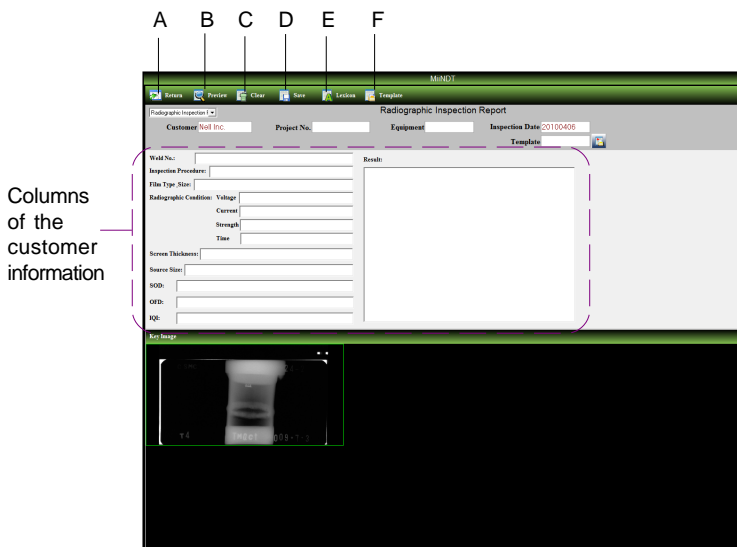 A B C D E F
MiiNDT
Return Preview Clear Save Lexicon Template
Radiographic Inspection Radiographic Inspection Report
Customer Nell Inc. Project No. Equipment Inspection Date 20100406
Template
Columns
of the
customer
information
Weld No.: Result:
Inspection Procedure:
Film Type_Size:
Radiographic Condition: Voltage
Current
Strength
Time
Screen Thickness:
Source Size:
SOD:
OFD:
IQI:
Key Image